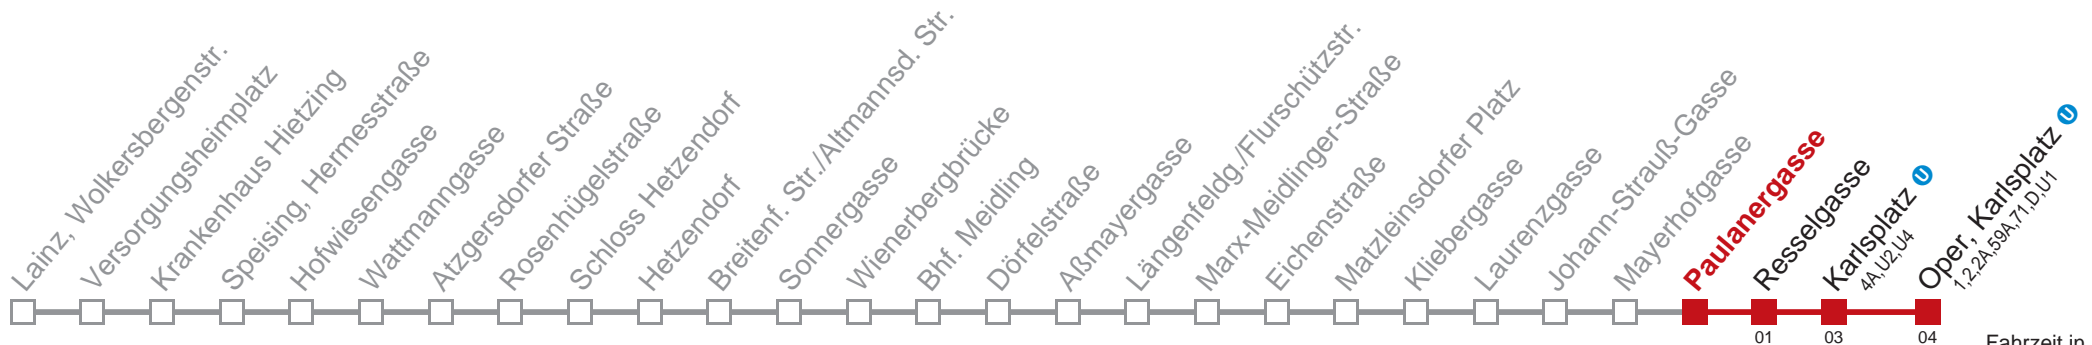 Lainz, Wolkersbergenstr.
Versorgungsheimplatz
Krankenhaus Hietzing
Speising, Hermesstraße
Hofwiesengasse
Wattmanngasse
Atzgersdorfer Straße
Rosenhügelstraße
Schloss Hetzendorf
Hetzendorf
Breitenf. Str./Altmannsd. Str.
Sonnergasse
Wienerbergbrücke
Bhf. Meidling
Dörfelstraße
Aßmayergasse
Längenfeldg./Flurschützstr.
Marx-Meidlinger-Straße
Eichenstraße
Matzleinsdorfer Platz
Kliebergasse
Laurenzgasse
Johann-Strauß-Gasse
Mayerhofgasse
Paulanergasse
Resselgasse
Karlsplatz U
4A, U2,U4
Oper, Karlsplatz U
1,2,2A,59A,71,D,U1
01
03
04
Fahrzeit in